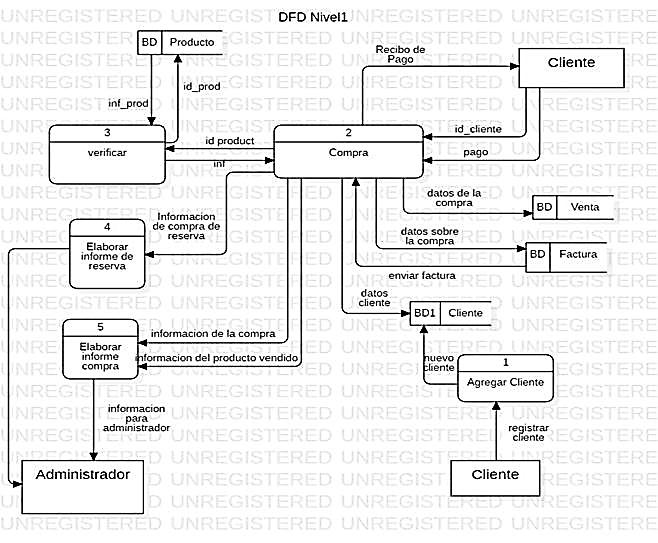 DFD Nivel1
BD Producto
Recibo de
Pago
Cliente
id_prod
inf_prod
3
verificar
id product
inf
2
Compra
id_cliente
pago
datos de la
compra
BD Venta
Informacion
de compra de
reserva
4
Elaborar
informe de
reserva
datos sobre
la compra
BD Factura
enviar factura
datos
cliente
BD1 Cliente
5
Elaborar
informe
compra
informacion de la compra
informacion del producto vendido
nuevo
cliente
1
Agregar Cliente
informacion
para
administrador
registrar
cliente
Administrador
Cliente
UNREGISTERED UNREGISTERED UNREGISTERED UNREGISTERED